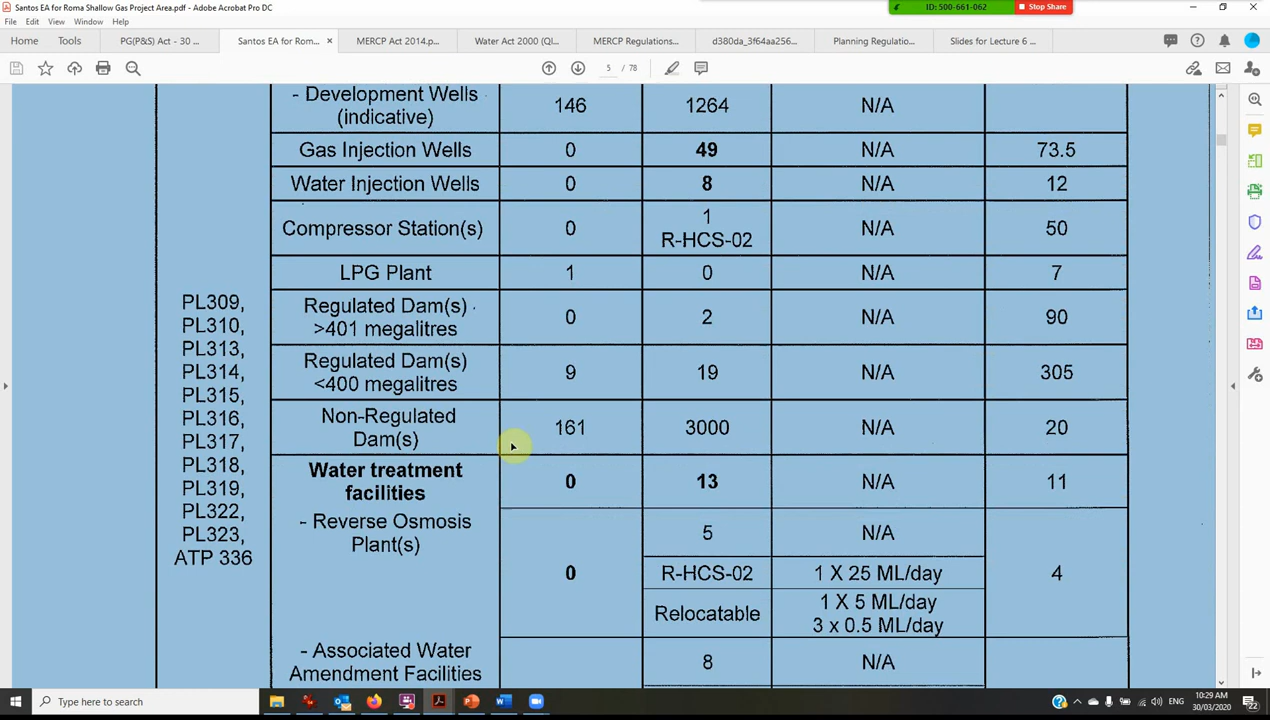 Santos EA for Roma Shallow Gas Project Area.pdf - Adobe Acrobat Pro DC
ID: 500-661-062
Stop Share
File Edit View Window Help
Home Tools PG(P&S) Act - 30 ... Santos EA for Rom... × MERCP Act 2014.p... Water Act 2000 (Ql... MERCP Regulations... d380da_3f64aa256... Planning Regulatio... Slides for Lecture 6 ...
5 / 78
- Development Wells (indicative) 146 1264 N/A
Gas Injection Wells 0 49 N/A 73.5
Water Injection Wells 0 8 N/A 12
Compressor Station(s) 0 1 R-HCS-02 N/A 50
LPG Plant 1 0 N/A 7
PL309,
PL310,
PL313,
PL314,
PL315,
PL316,
PL317,
PL318,
PL319,
PL322,
PL323,
ATP 336
Regulated Dam(s) >401 megalitres 0 2 N/A 90
Regulated Dam(s) <400 megalitres 9 19 N/A 305
Non-Regulated Dam(s) 161 3000 N/A 20
Water treatment facilities 0 13 N/A 11
- Reverse Osmosis Plant(s) 0 5 N/A 4
R-HCS-02 1 X 25 ML/day
Relocatable 1 X 5 ML/day
3 x 0.5 ML/day
- Associated Water Amendment Facilities 8 N/A
Type here to search
ENG
10:29 AM
30/03/2020
22